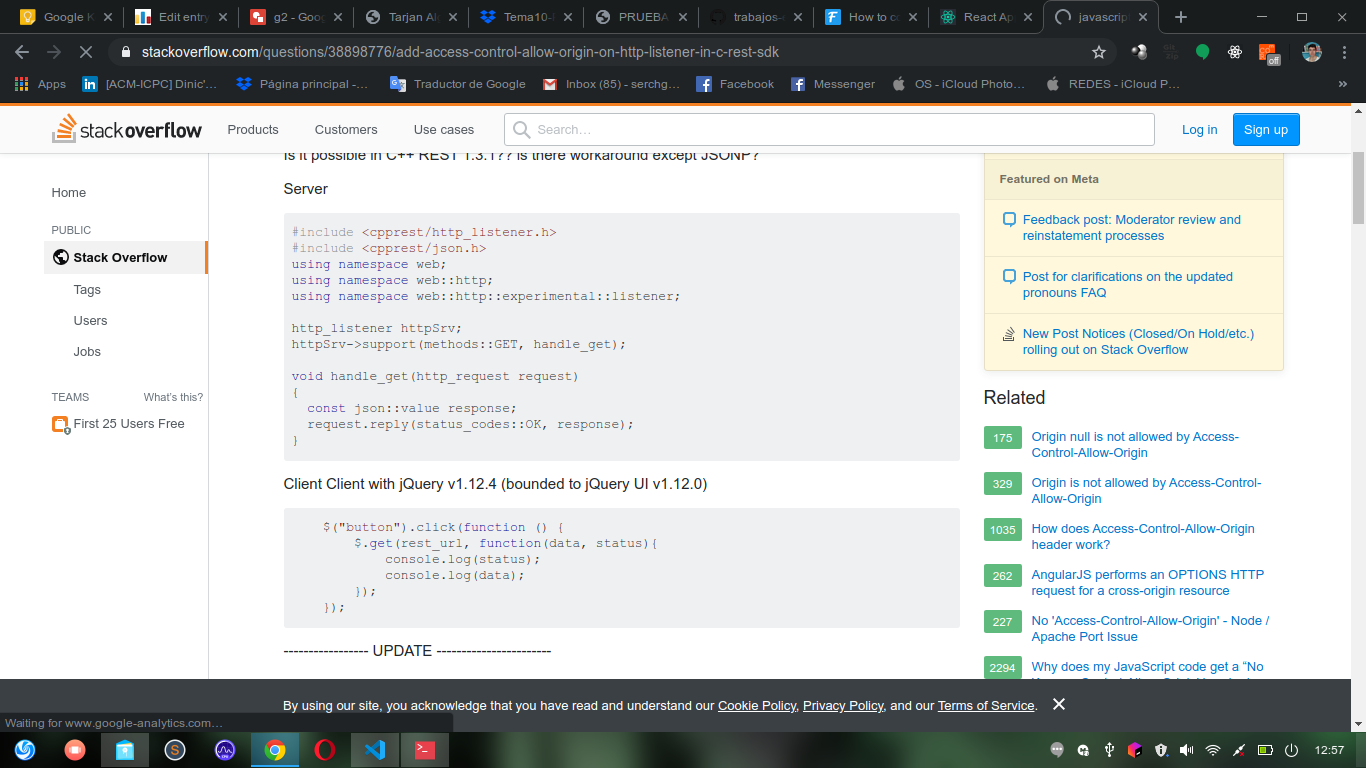 Google K
Edit entry
g2 - Goog
Tarjan Al
Tema10-
PRUEBA
trabajos-
How to c
React Ap
javascrip
stackoverflow.com/questions/38898776/add-access-control-allow-origin-on-http-listener-in-c-rest-sdk
off
Apps
[ACM-ICPC] Dinic'...
Página principal -...
Traductor de Google
Inbox (85) - serchg...
Facebook
Messenger
OS - iCloud Photo...
REDES - iCloud P...
»
stackoverflow
Products
Customers
Use cases
Search...
Log in
Sign up
Is it possible in C++ REST 1.3.1?? is there workaround except JSONP?
Home
PUBLIC
Stack Overflow
Tags
Users
Jobs
TEAMS
What's this?
First 25 Users Free
Server
#include <cpprest/http_listener.h>
#include <cpprest/json.h>
using namespace web;
using namespace web::http;
using namespace web::http::experimental::listener;
http_listener httpSrv;
httpSrv->support(methods::GET, handle_get);
void handle_get(http_request request)
{
const json::value response;
request.reply(status_codes::OK, response);
}
Client Client with jQuery v1.12.4 (bounded to jQuery UI v1.12.0)
$("button").click(function () {
$.get(rest_url, function(data, status){
console.log(status);
console.log(data);
});
});
----------------- UPDATE -----------------------
Featured on Meta
Feedback post: Moderator review and
reinstatement processes
Post for clarifications on the updated
pronouns FAQ
New Post Notices (Closed/On Hold/etc.)
rolling out on Stack Overflow
Related
175 Origin null is not allowed by Access-
Control-Allow-Origin
329 Origin is not allowed by Access-Control-
Allow-Origin
1035 How does Access-Control-Allow-Origin
header work?
262 AngularJS performs an OPTIONS HTTP
request for a cross-origin resource
227 No 'Access-Control-Allow-Origin' - Node /
Apache Port Issue
2294 Why does my JavaScript code get a “No
By using our site, you acknowledge that you have read and understand our Cookie Policy, Privacy Policy, and our Terms of Service.
Waiting for www.google-analytics.com...
12:57